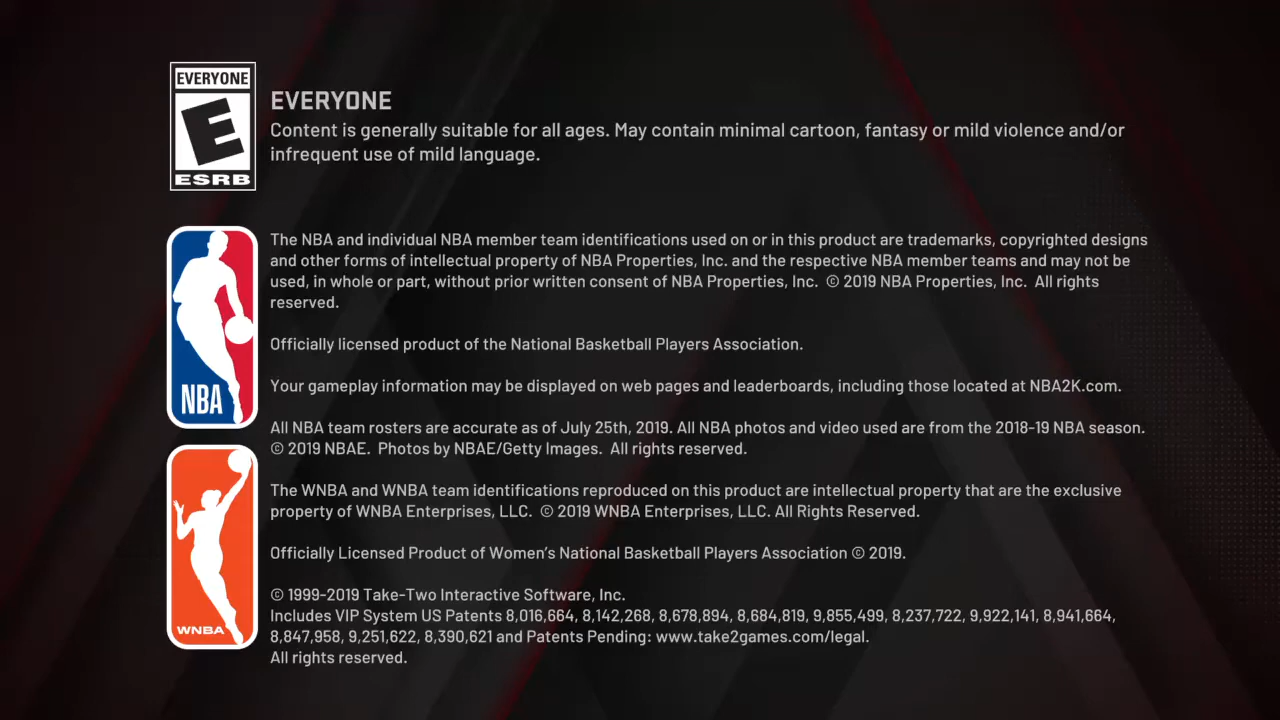 EVERYONE
E
ESRB
EVERYONE
Content is generally suitable for all ages. May contain minimal cartoon, fantasy or mild violence and/or
infrequent use of mild language.
The NBA and individual NBA member team identifications used on or in this product are trademarks, copyrighted designs
and other forms of intellectual property of NBA Properties, Inc. and the respective NBA member teams and may not be
used, in whole or part, without prior written consent of NBA Properties, Inc. © 2019 NBA Properties, Inc. All rights
reserved.
Officially licensed product of the National Basketball Players Association.
Your gameplay information may be displayed on web pages and leaderboards, including those located at NBA2K.com.
NBA
All NBA team rosters are accurate as of July 25th, 2019. All NBA photos and video used are from the 2018-19 NBA season.
© 2019 NBAE. Photos by NBAE/Getty Images. All rights reserved.
The WNBA and WNBA team identifications reproduced on this product are intellectual property that are the exclusive
property of WNBA Enterprises, LLC. © 2019 WNBA Enterprises, LLC. All Rights Reserved.
Officially Licensed Product of Women's National Basketball Players Association © 2019.
© 1999-2019 Take-Two Interactive Software, Inc.
Includes VIP System US Patents 8,016,664, 8,142,268, 8,678,894, 8,684,819, 9,855,499, 8,237,722, 9,922,141, 8,941,664,
8,847,958, 9,251,622, 8,390,621 and Patents Pending: www.take2games.com/legal.
All rights reserved.
WNBA